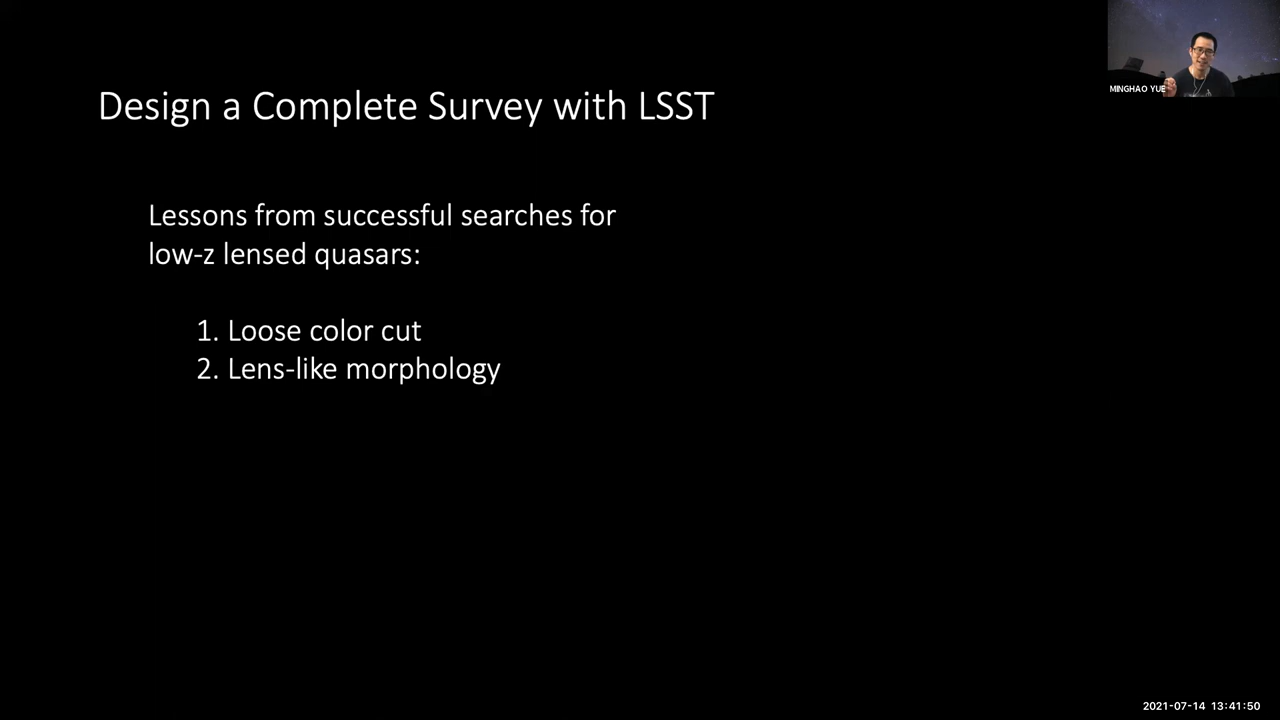 MINGHAO YUE
Design a Complete Survey with LSST
Lessons from successful searches for
low-z lensed quasars:
1. Loose color cut
2. Lens-like morphology
2021-07-14 13:41:50